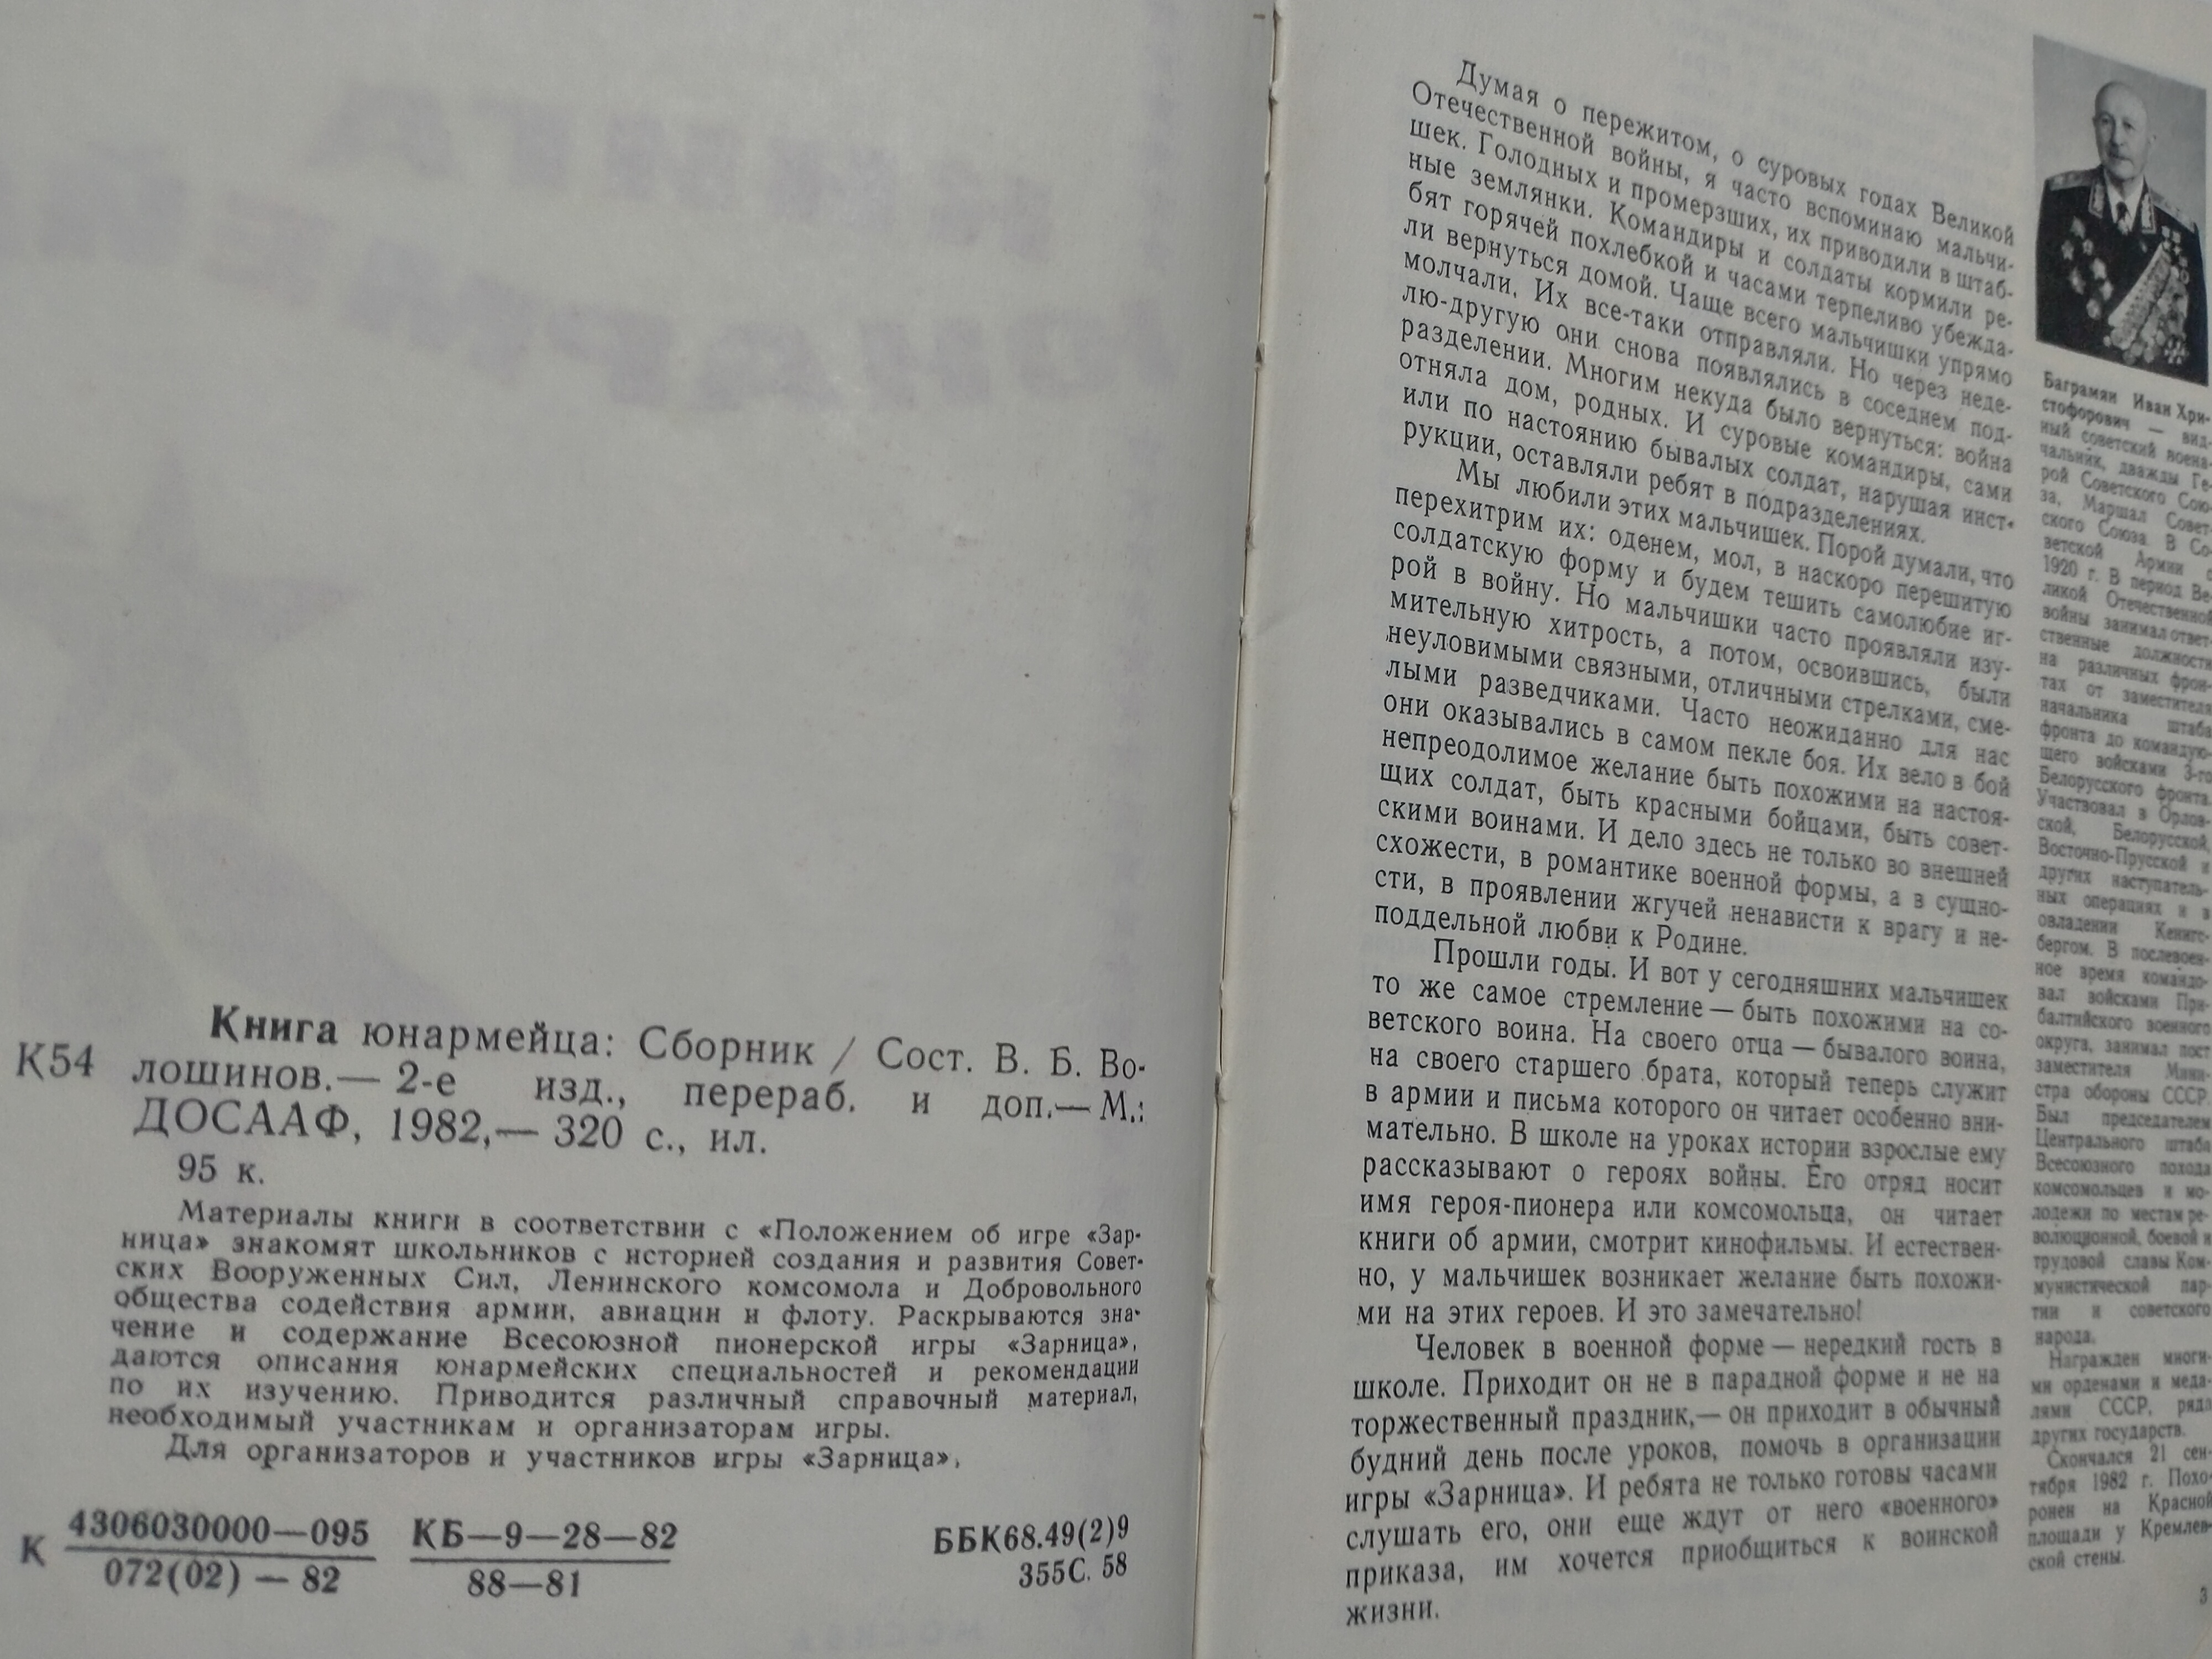 Книга юнармейца: Сборник / Сост. В. Б. Во-
К54 лошинов.— 2-е изд., перераб. и доп.— М.:
ДОСААФ, 1982,— 320 с., ил.
95 к.
Материалы книги в соответствии с «Положением об игре «Зар-
ница» знакомят школьников с историей создания и развития Совет-
ских Вооруженных Сил, Ленинского комсомола и Добровольного
общества содействия армии, авиации и флоту. Раскрываются зна-
чение и содержание Всесоюзной пионерской игры «Зарница»,
даются описания юнармейских специальностей и рекомендации
по их изучению. Приводится различный справочный материал,
необходимый участникам и организаторам игры.
Для организаторов и участников игры «Зарница».
К 4306030000—095 КБ—9—28—82 ББК68.49(2)9
072(02) — 82 88—81 355С. 58
Думая о пережитом, о суровых годах Великой
Отечественной войны, я часто вспоминаю мальчи-
шек. Голодных и промерзших, их приводили в штаб-
ные землянки. Командиры и солдаты кормили ре-
бят горячей похлебкой и часами терпеливо убежда-
ли вернуться домой. Чаще всего мальчишки упрямо
молчали. Их все-таки отправляли. Но через неде-
лю-другую они снова появлялись в соседнем под-
разделении. Многим некуда было вернуться: война
отняла дом, родных. И суровые командиры, сами
или по настоянию бывалых солдат, нарушая инст-
рукции, оставляли ребят в подразделениях.
Мы любили этих мальчишек. Порой думали, что
перехитрим их: оденем, мол, в наскоро перешитую
солдатскую форму и будем тешить самолюбие иг-
рой в войну. Но мальчишки часто проявляли изу-
мительную хитрость, а потом, освоившись, были
неуловимыми связными, отличными стрелками, сме-
лыми разведчиками. Часто неожиданно для нас
они оказывались в самом пекле боя. Их вело в бой
непреодолимое желание быть похожими на настоя-
щих солдат, быть красными бойцами, быть совет-
скими воинами. И дело здесь не только во внешней
схожести, в романтике военной формы, а в сущно-
сти, в проявлении жгучей ненависти к врагу и не-
поддельной любви к Родине.
Прошли годы. И вот у сегодняшних мальчишек
то же самое стремление — быть похожими на со-
ветского воина. На своего отца — бывалого воина,
на своего старшего брата, который теперь служит
в армии и письма которого он читает особенно вни-
мательно. В школе на уроках истории взрослые ему
рассказывают о героях войны. Его отряд носит
имя героя-пионера или комсомольца, он читает
книги об армии, смотрит кинофильмы. И естествен-
но, у мальчишек возникает желание быть похожи-
ми на этих героев. И это замечательно!
Человек в военной форме — нередкий гость в
школе. Приходит он не в парадной форме и не на
торжественный праздник,— он приходит в обычный
будний день после уроков, помочь в организации
игры «Зарница». И ребята не только готовы часами
слушать его, они еще ждут от него «военного»
приказа, им хочется приобщиться к воинской
жизни.
Баграмян Иван Хри-
стофорович — вид-
ный советский воена-
чальник, дважды Ге-
рой Советского Сою-
за, Маршал Совет-
ского Союза. В Со-
ветской Армии с
1920 г. В период Ве-
ликой Отечественной
войны занимал ответ-
ственные должности
на различных фрон-
тах от заместителя
начальника штаба
фронта до командую-
щего войсками 3-го
Белорусского фронта.
Участвовал в Орлов-
ской, Белорусской,
Восточно-Прусской и
других наступатель-
ных операциях и в
овладении Кенигс-
бергом. В послевоен-
ное время командо-
вал войсками При-
балтийского военного
округа, занимал пост
заместителя Мини-
стра обороны СССР.
Был председателем
Центрального штаба
Всесоюзного похода
комсомольцев и мо-
лодежи по местам ре-
волюционной, боевой и
трудовой славы Ком-
мунистической пар-
тии и советского
народа.
Награжден многи-
ми орденами и меда-
лями СССР, ряда
других государств.
Скончался 21 сен-
тября 1982 г. Похо-
ронен на Красной
площади у Кремлев-
ской стены.
3